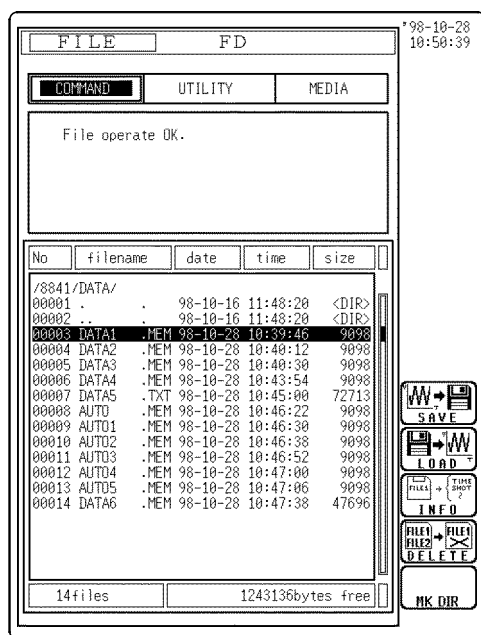 '98-10-28
10:50:39
FILE FD
COMMAND UTILITY MEDIA
File operate OK.
No filename date time size
/8841/DATA/
00001 . . 98-10-16 11:48:20 <DIR>
00002 .. . 98-10-16 11:48:20 <DIR>
00003 DATA1 .MEM 98-10-28 10:39:46 9098
00004 DATA2 .MEM 98-10-28 10:40:12 9098
00005 DATA3 .MEM 98-10-28 10:40:30 9098
00006 DATA4 .MEM 98-10-28 10:43:54 9098
00007 DATA5 .TXT 98-10-28 10:45:00 72713
00008 AUTO .MEM 98-10-28 10:46:22 9098
00009 AUTO1 .MEM 98-10-28 10:46:30 9098
00010 AUTO2 .MEM 98-10-28 10:46:38 9098
00011 AUTO3 .MEM 98-10-28 10:46:52 9098
00012 AUTO4 .MEM 98-10-28 10:47:00 9098
00013 AUTO5 .MEM 98-10-28 10:47:06 9098
00014 DATA6 .MEM 98-10-28 10:47:38 47696
14files 1243136bytes free
SAVE
LOAD
FILE1 TIME
SHOT
INFO
FILE1 FILE1
FILE2
DELETE
MK DIR